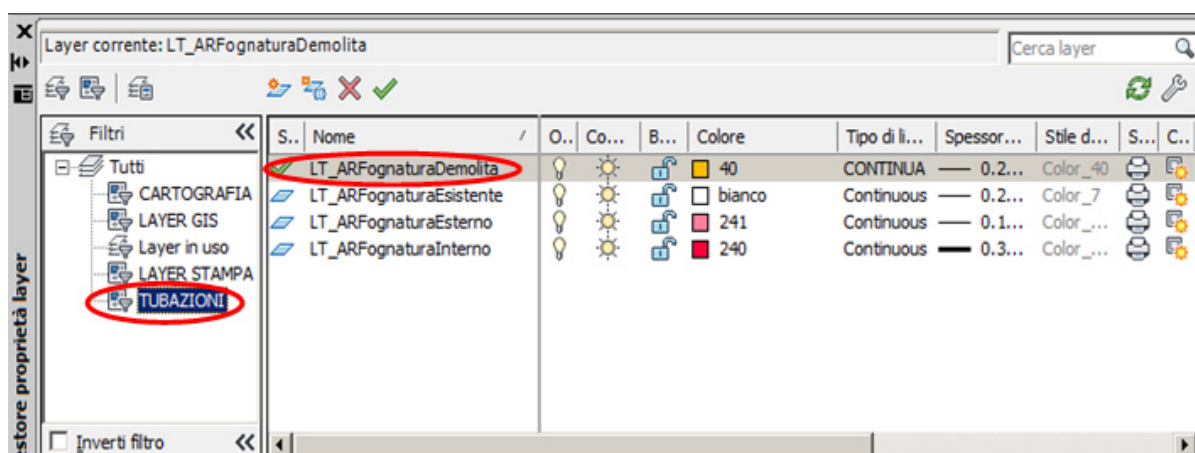 Layer corrente: LT_ARFognaturaDemolita
Cerca layer
Filtri
Tutti
CARTOGRAFIA
LAYER GIS
Layer in uso
LAYER STAMPA
TUBAZIONI
Inverti filtro
S.. Nome / O.. Co... B... Colore Tipo di li... Spessor... Stile d... S... C..
LT_ARFognaturaDemolita 40 CONTINUA 0.2... Color_40
LT_ARFognaturaEsistente bianco Continuous 0.2... Color_7
LT_ARFognaturaEsterno 241 Continuous 0.1... Color_...
LT_ARFognaturaInterno 240 Continuous 0.3... Color_...
estore proprietà layer